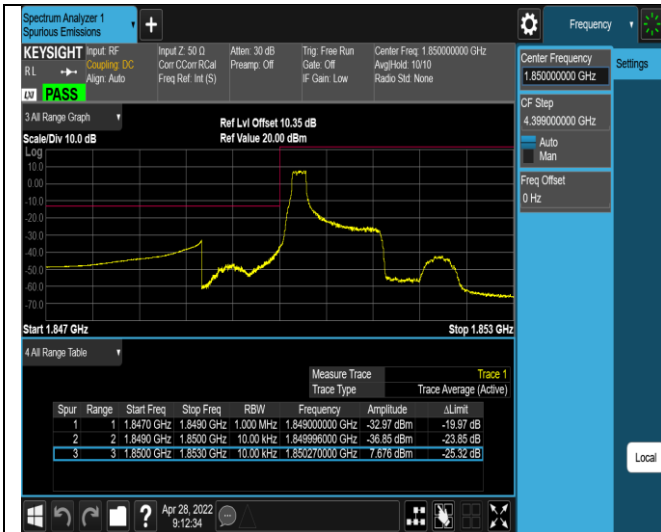 Spectrum Analyzer 1
Spurious Emissions
Frequency
KEYSIGHT
Input: RF
Input Z: 50 Ω
Atten: 30 dB
Trig: Free Run
Center Freq: 1.850000000 GHz
Coupling: DC
Corr CCorr RCal
Preamp: Off
Gate: Off
Avg|Hold: 10/10
R L
Align: Auto
Freq Ref: Int (S)
IF Gain: Low
Radio Std: None
LXI
PASS
Center Frequency
1.850000000 GHz
Settings
CF Step
4.399000000 GHz
Auto
Man
Freq Offset
0 Hz
Local
3 All Range Graph
Ref Lvl Offset 10.35 dB
Scale/Div 10.0 dB
Ref Value 20.00 dBm
Log
10.0
0.00
-10.0
-20.0
-30.0
-40.0
-50.0
-60.0
-70.0
Start 1.847 GHz
Stop 1.853 GHz
4 All Range Table
Measure Trace Trace 1
Trace Type Trace Average (Active)
Spur Range Start Freq Stop Freq RBW Frequency Amplitude ΔLimit
1 1 1.8470 GHz 1.8490 GHz 1.000 MHz 1.849000000 GHz -32.97 dBm -19.97 dB
2 2 1.8490 GHz 1.8500 GHz 10.00 kHz 1.849996000 GHz -36.85 dBm -23.85 dB
3 3 1.8500 GHz 1.8530 GHz 10.00 kHz 1.850270000 GHz 7.676 dBm -25.32 dB
Apr 28, 2022
9:12:34